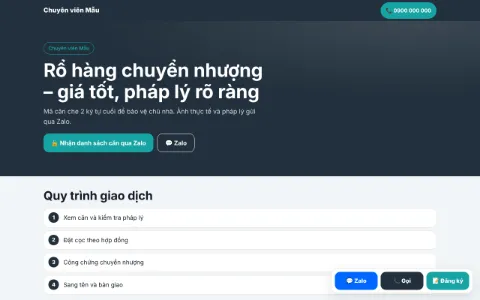 Chuyên viên Mẫu
📞 0900 000 000
Chuyên viên Mẫu
Rổ hàng chuyển nhượng
– giá tốt, pháp lý rõ ràng
Mã căn che 2 ký tự cuối để bảo vệ chủ nhà. Ảnh thực tế và pháp lý gửi
qua Zalo.
🔒 Nhận danh sách căn qua Zalo
💬 Zalo
Quy trình giao dịch
1 Xem căn và kiểm tra pháp lý
2 Đặt cọc theo hợp đồng
3 Công chứng chuyển nhượng
4 Sang tên và bàn giao
💬 Zalo
📞 Gọi
📝 Đăng ký